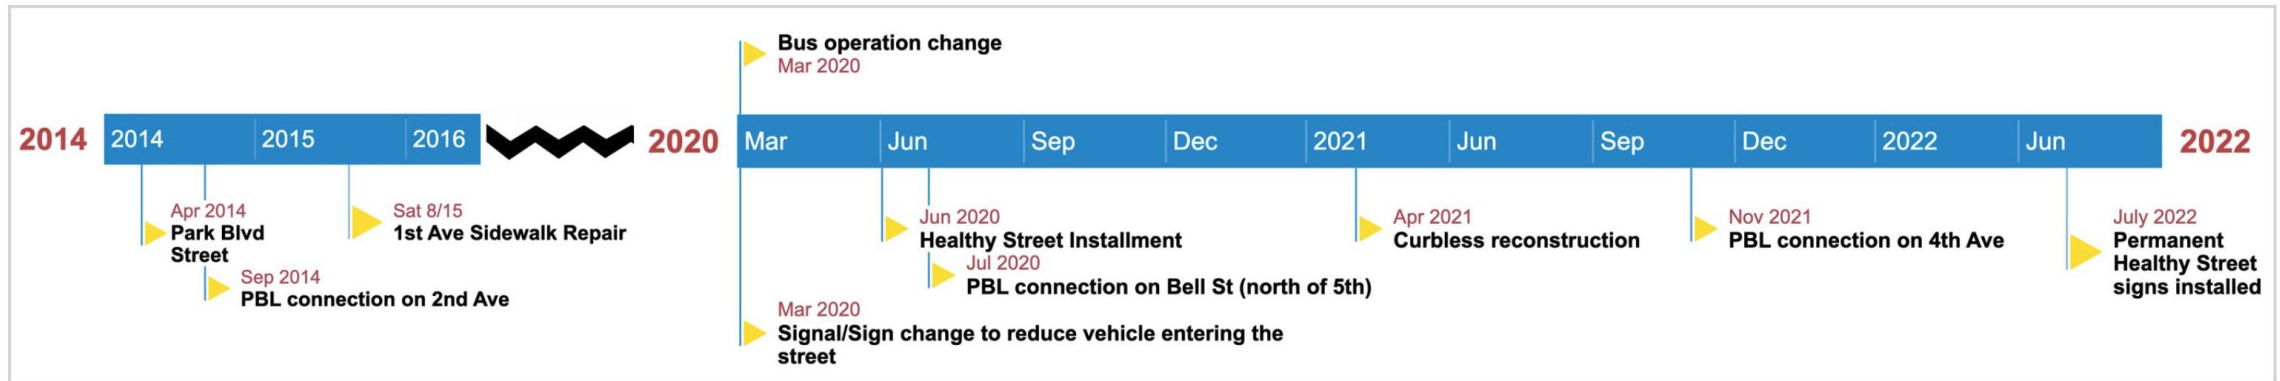 Bus operation change
Mar 2020
2014
2014
2015
2016
2020
Mar
Jun
Sep
Dec
2021
Jun
Sep
Dec
2022
Jun
2022
Apr 2014
Park Blvd
Street
Sep 2014
PBL connection on 2nd Ave
Sat 8/15
1st Ave Sidewalk Repair
Jun 2020
Healthy Street Installment
Jul 2020
PBL connection on Bell St (north of 5th)
Mar 2020
Signal/Sign change to reduce vehicle entering the
street
Apr 2021
Curbless reconstruction
Nov 2021
PBL connection on 4th Ave
July 2022
Permanent
Healthy Street
signs installed